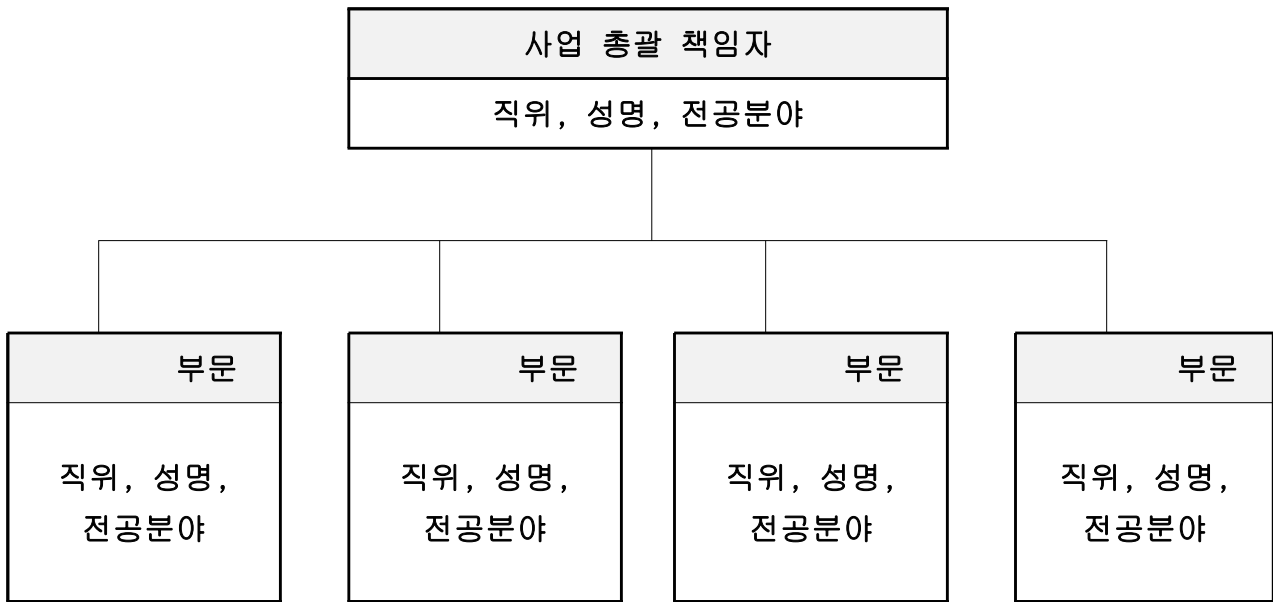 사업 총괄 책임자
직위, 성명, 전공분야
부문
직위, 성명,
전공분야
부문
직위, 성명,
전공분야
부문
직위, 성명,
전공분야
부문
직위, 성명,
전공분야